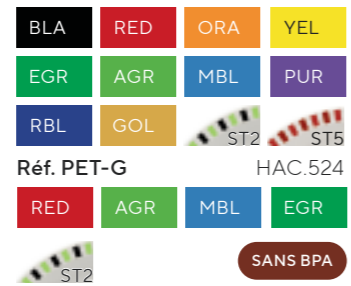 BLA RED ORA YEL
EGR AGR MBL PUR
RBL GOL ST2 ST5
Réf. PET-G HAC.524
RED AGR MBL EGR
ST2 SANS BPA